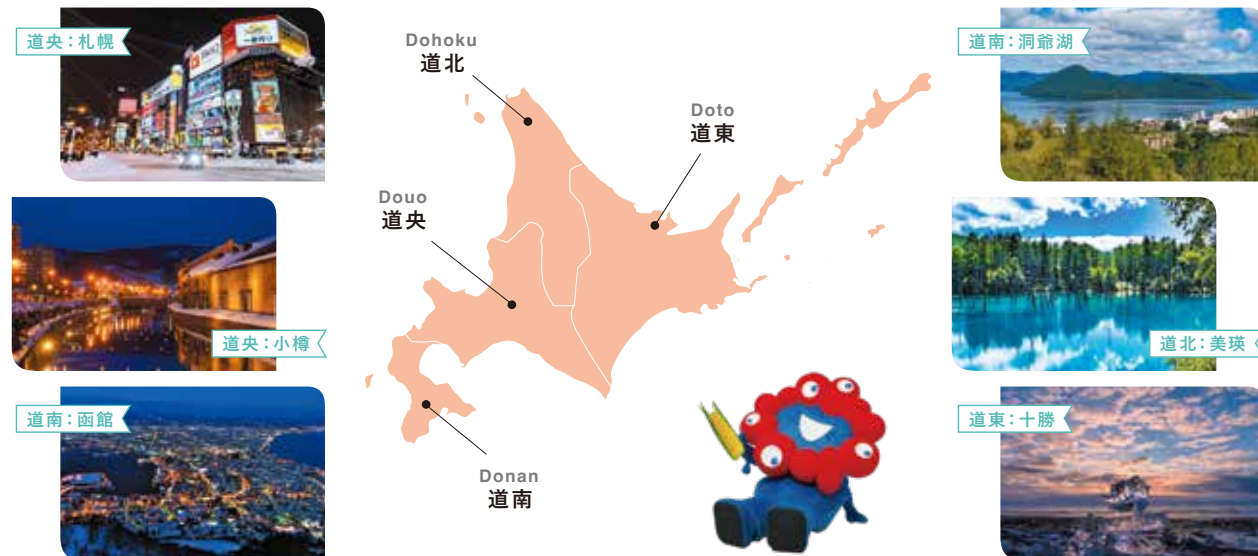 道央：札幌
道央：小樽
道南：函館
Dohoku
道北
Doto
道東
Douo
道央
Donan
道南
道南：洞爺湖
道北：美瑛
道東：十勝